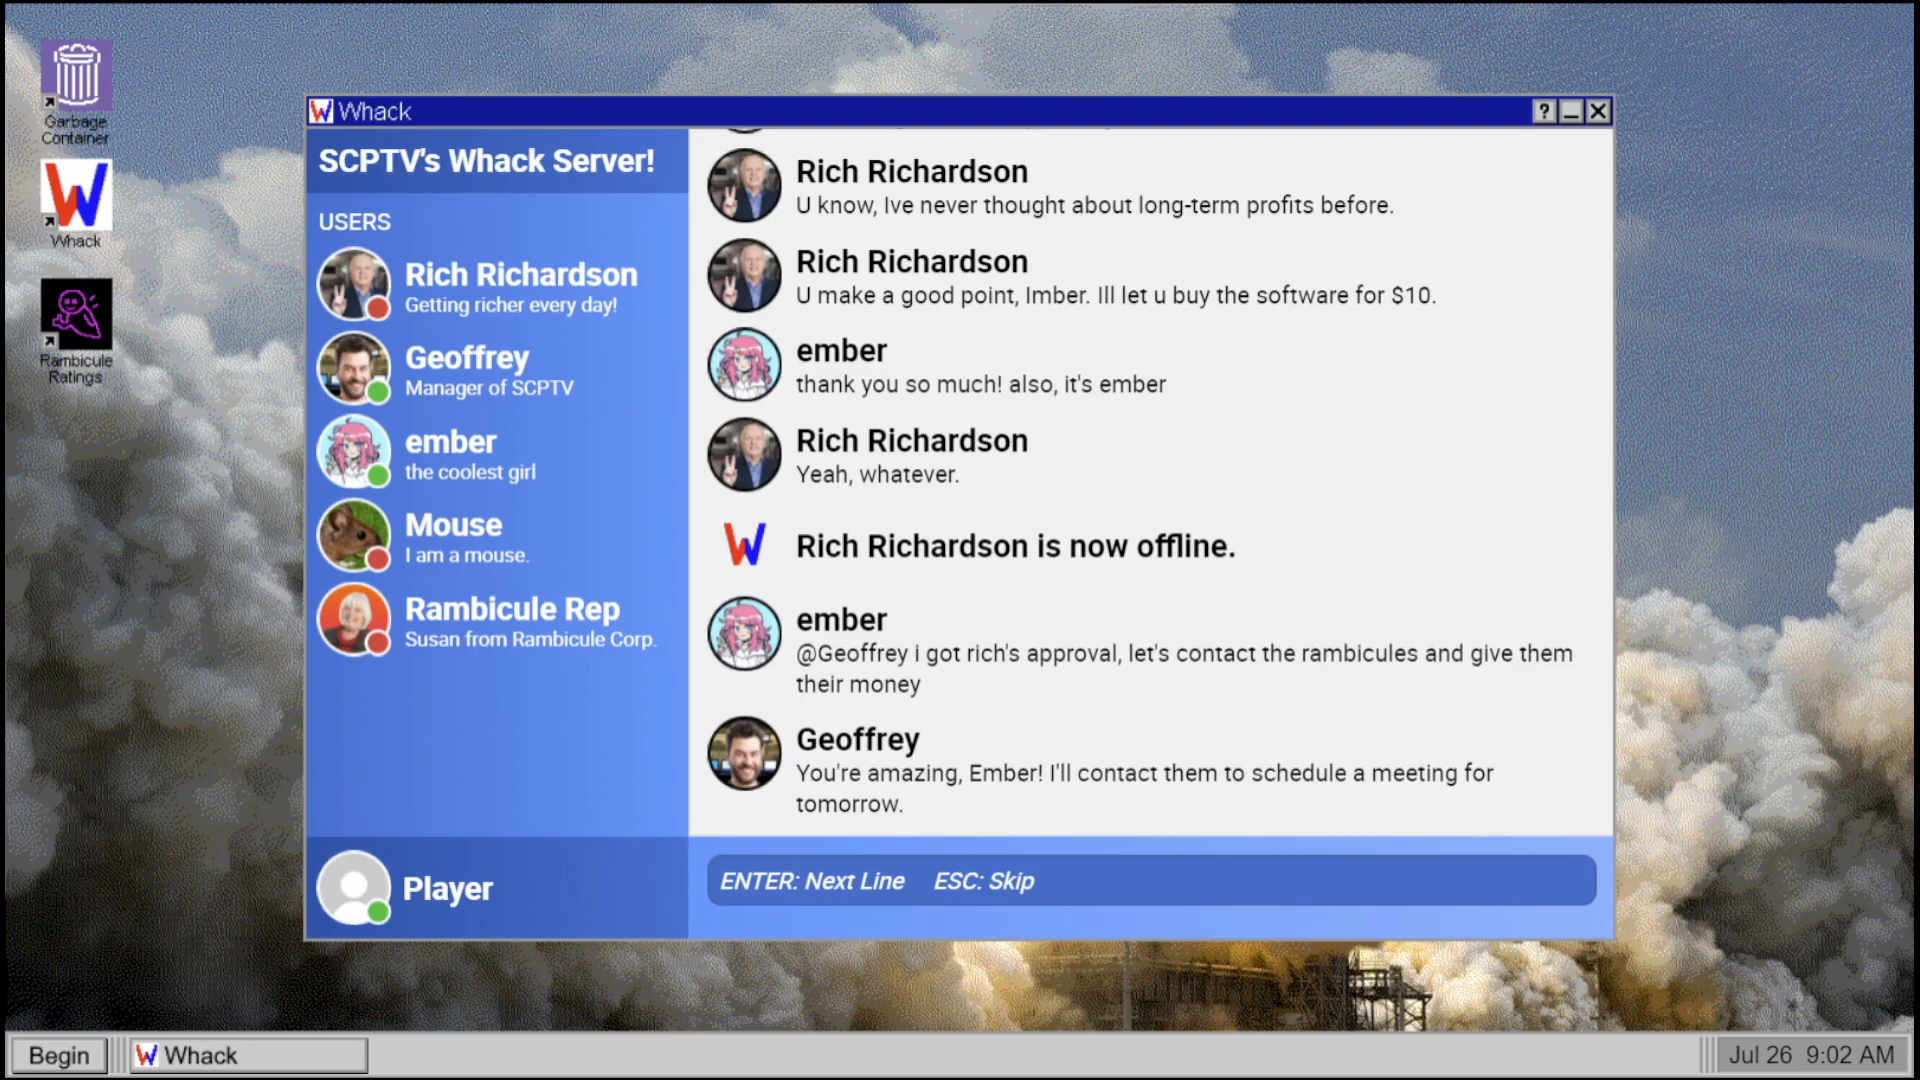 Garbage
Container
Whack
Rambicule
Ratings
W Whack
SCPTV's Whack Server!
USERS
Rich Richardson
Getting richer every day!
Geoffrey
Manager of SCPTV
ember
the coolest girl
Mouse
I am a mouse.
Rambicule Rep
Susan from Rambicule Corp.
Player
Rich Richardson
U know, Ive never thought about long-term profits before.
Rich Richardson
U make a good point, Imber. Ill let u buy the software for $10.
ember
thank you so much! also, it's ember
Rich Richardson
Yeah, whatever.
W Rich Richardson is now offline.
ember
@Geoffrey i got rich's approval, let's contact the rambicules and give them
their money
Geoffrey
You're amazing, Ember! I'll contact them to schedule a meeting for
tomorrow.
ENTER: Next Line ESC: Skip
Begin W Whack Jul 26 9:02 AM